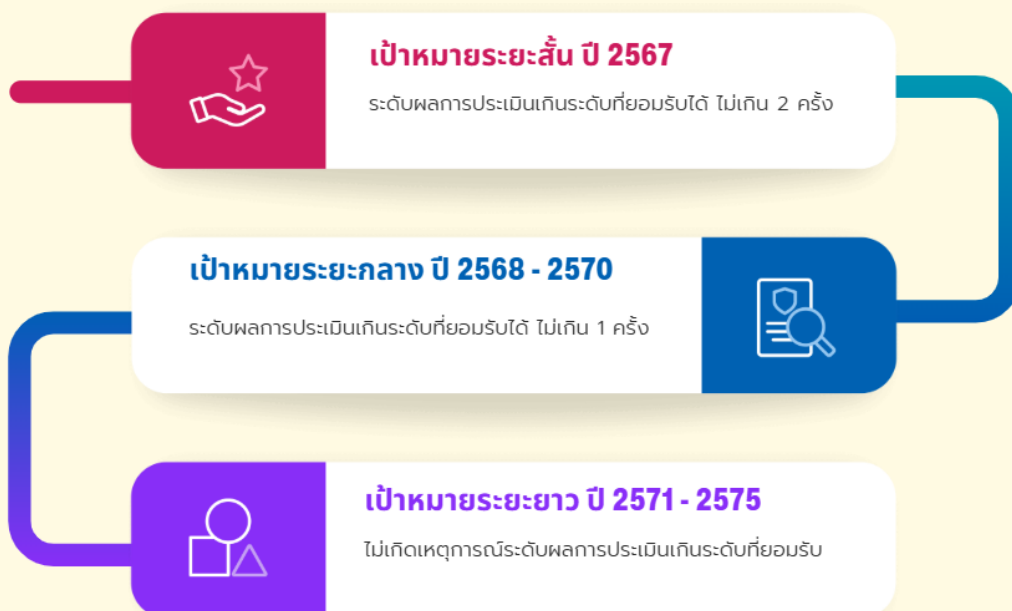 เป้าหมายระยะสั้น ปี 2567
ระดับผลการประเมินเกินระดับที่ยอมรับได้ ไม่เกิน 2 ครั้ง
เป้าหมายระยะกลาง ปี 2568 - 2570
ระดับผลการประเมินเกินระดับที่ยอมรับได้ ไม่เกิน 1 ครั้ง
เป้าหมายระยะยาว ปี 2571 - 2575
ไม่เกิดเหตุการณ์ระดับผลการประเมินเกินระดับที่ยอมรับ